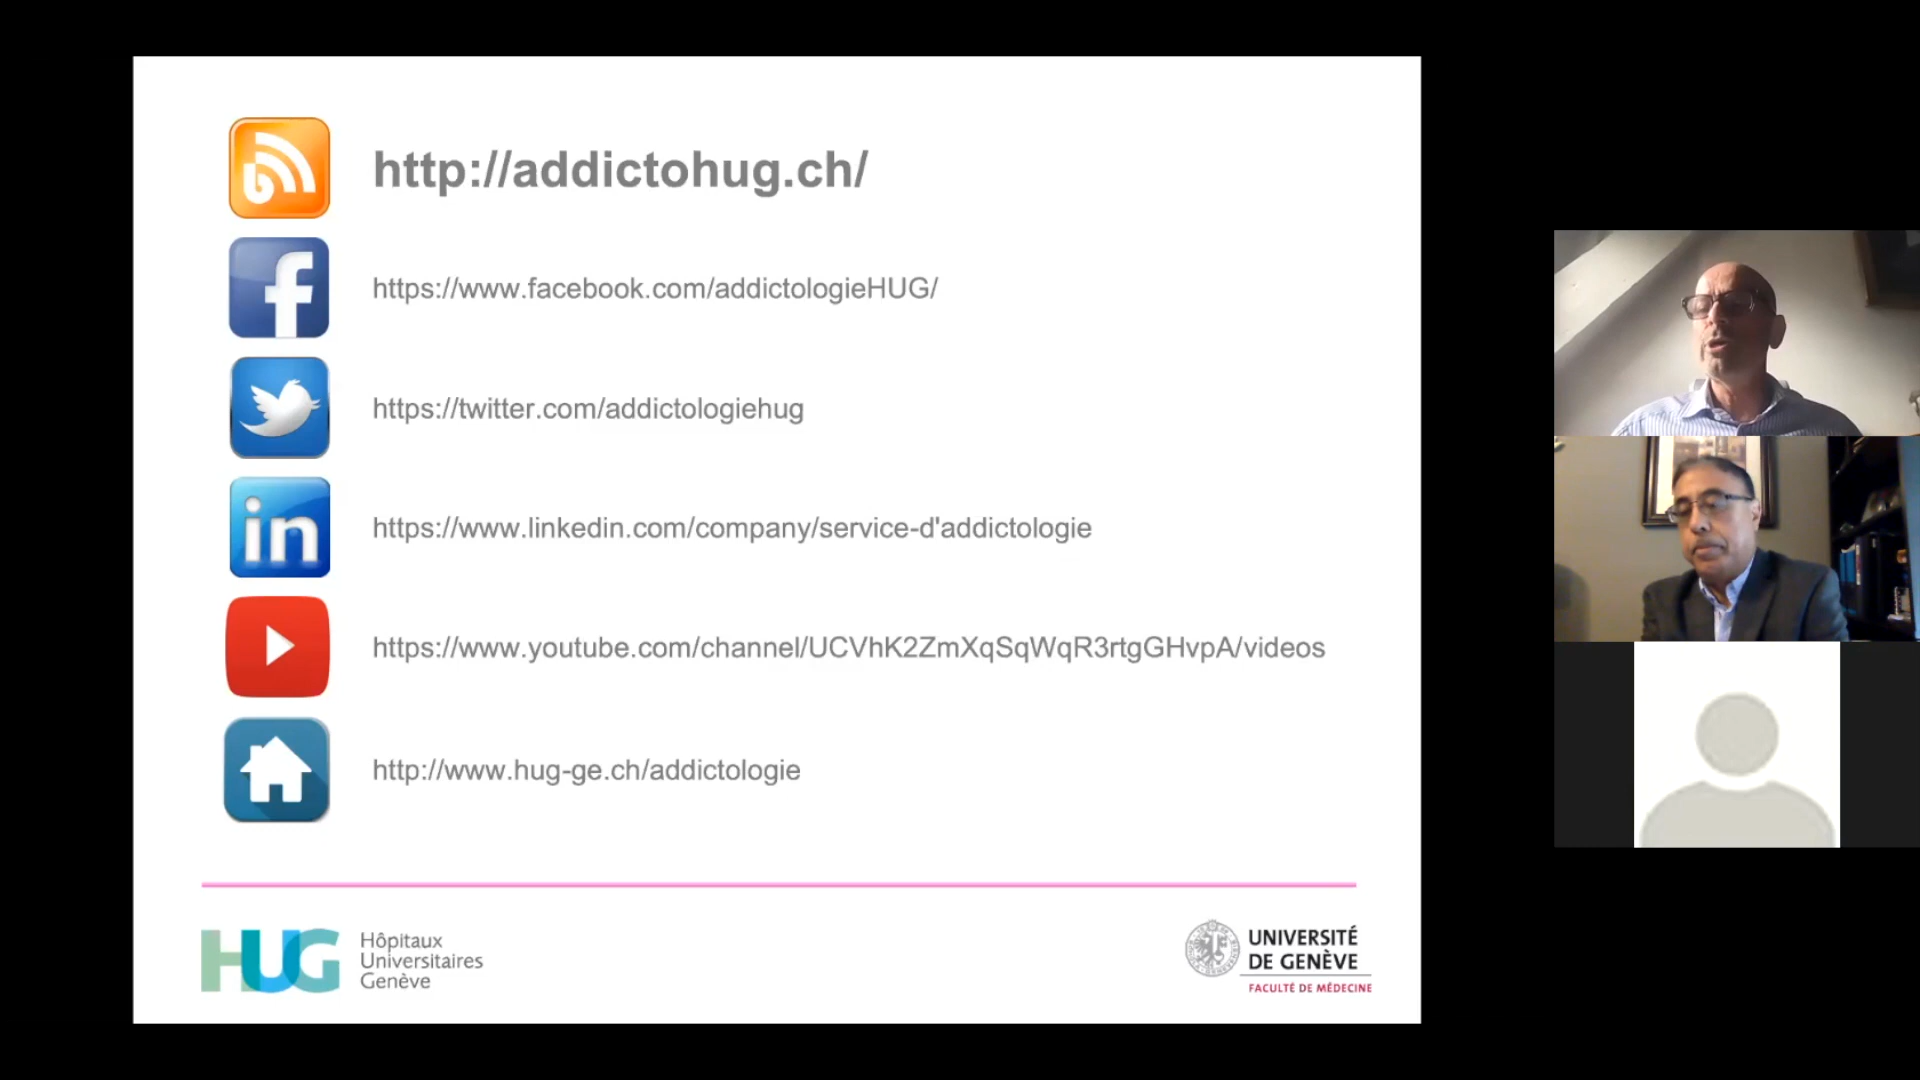 http://addictohug.ch/
https://www.facebook.com/addictologieHUG/
https://twitter.com/addictologiehug
in
https://www.linkedin.com/company/service-d'addictologie
https://www.youtube.com/channel/UCVhK2ZmXqSqWqR3rtgGHvpA/videos
http://www.hug-ge.ch/addictologie
HUG
Hôpitaux
Universitaires
Genève
UNIVERSITÉ
DE GENÈVE
FACULTÉ DE MÉDECINE